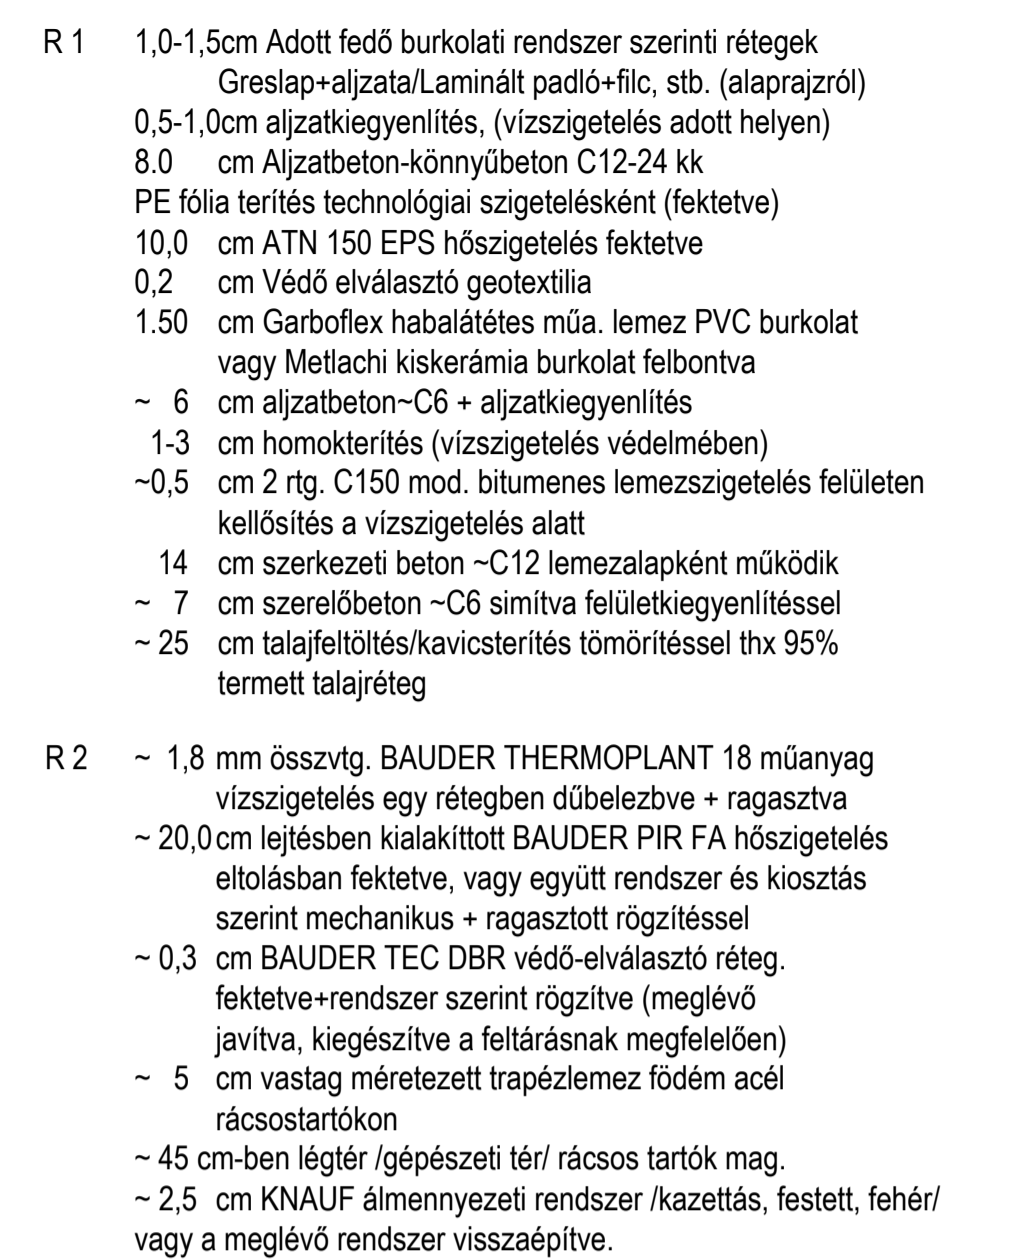 R 1 1,0-1,5cm Adott fedő burkolati rendszer szerinti rétegek
Greslap+aljzata/Laminált padló+filc, stb. (alaprajzról)
0,5-1,0cm aljzatkiegyenlítés, (vízszigetelés adott helyen)
8.0 cm Aljzatbeton-könnyűbeton C12-24 kk
PE fólia terítés technológiai szigetelésként (fektetve)
10,0 cm ATN 150 EPS hőszigetelés fektetve
0,2 cm Védő elválasztó geotextilia
1.50 cm Garboflex habalátétes műa. lemez PVC burkolat
vagy Metlachi kiskerámia burkolat felbontva
~ 6 cm aljzatbeton~C6 + aljzatkiegyenlítés
1-3 cm homokterítés (vízszigetelés védelmében)
~0,5 cm 2 rtg. C150 mod. bitumenes lemezszigetelés felületen
kellősítés a vízszigetelés alatt
14 cm szerkezeti beton ~C12 lemezalapként működik
~ 7 cm szerelőbeton ~C6 simítva felületkiegyenlítéssel
~ 25 cm talajfeltöltés/kavicsterítés tömörítéssel thx 95%
termett talajréteg
R 2 ~ 1,8 mm összvtg. BAUDER THERMOPLANT 18 műanyag
vízszigetelés egy rétegben dűbelezbve + ragasztva
~ 20,0 cm lejtésben kialakíttott BAUDER PIR FA hőszigetelés
eltolásban fektetve, vagy együtt rendszer és kiosztás
szerint mechanikus + ragasztott rögzítéssel
~ 0,3 cm BAUDER TEC DBR védő-elválasztó réteg.
fektetve+rendszer szerint rögzítve (meglévő
javítva, kiegészítve a feltárásnak megfelelően)
~ 5 cm vastag méretezett trapézlemez födém acél
rácsostartókon
~ 45 cm-ben légtér /gépészeti tér/ rácsos tartók mag.
~ 2,5 cm KNAUF álmennyezeti rendszer /kazettás, festett, fehér/
vagy a meglévő rendszer visszaépítve.